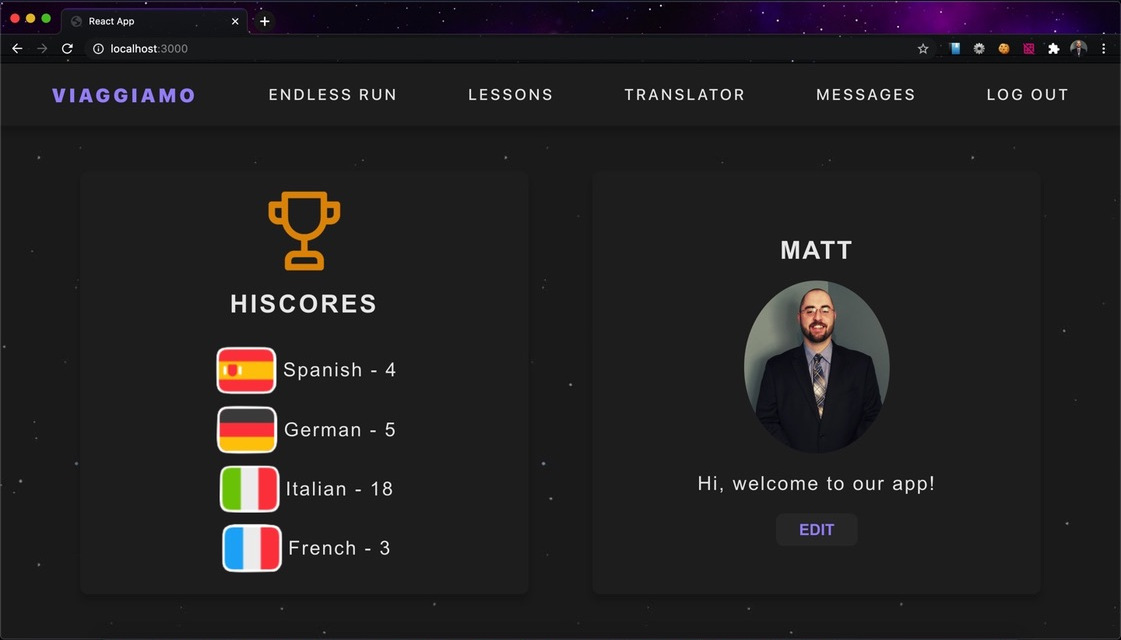 React App
localhost:3000
VIAGGIAMO ENDLESS RUN LESSONS TRANSLATOR MESSAGES LOG OUT
HISCORES
Spanish - 4
German - 5
Italian - 18
French - 3
MATT
Hi, welcome to our app!
EDIT